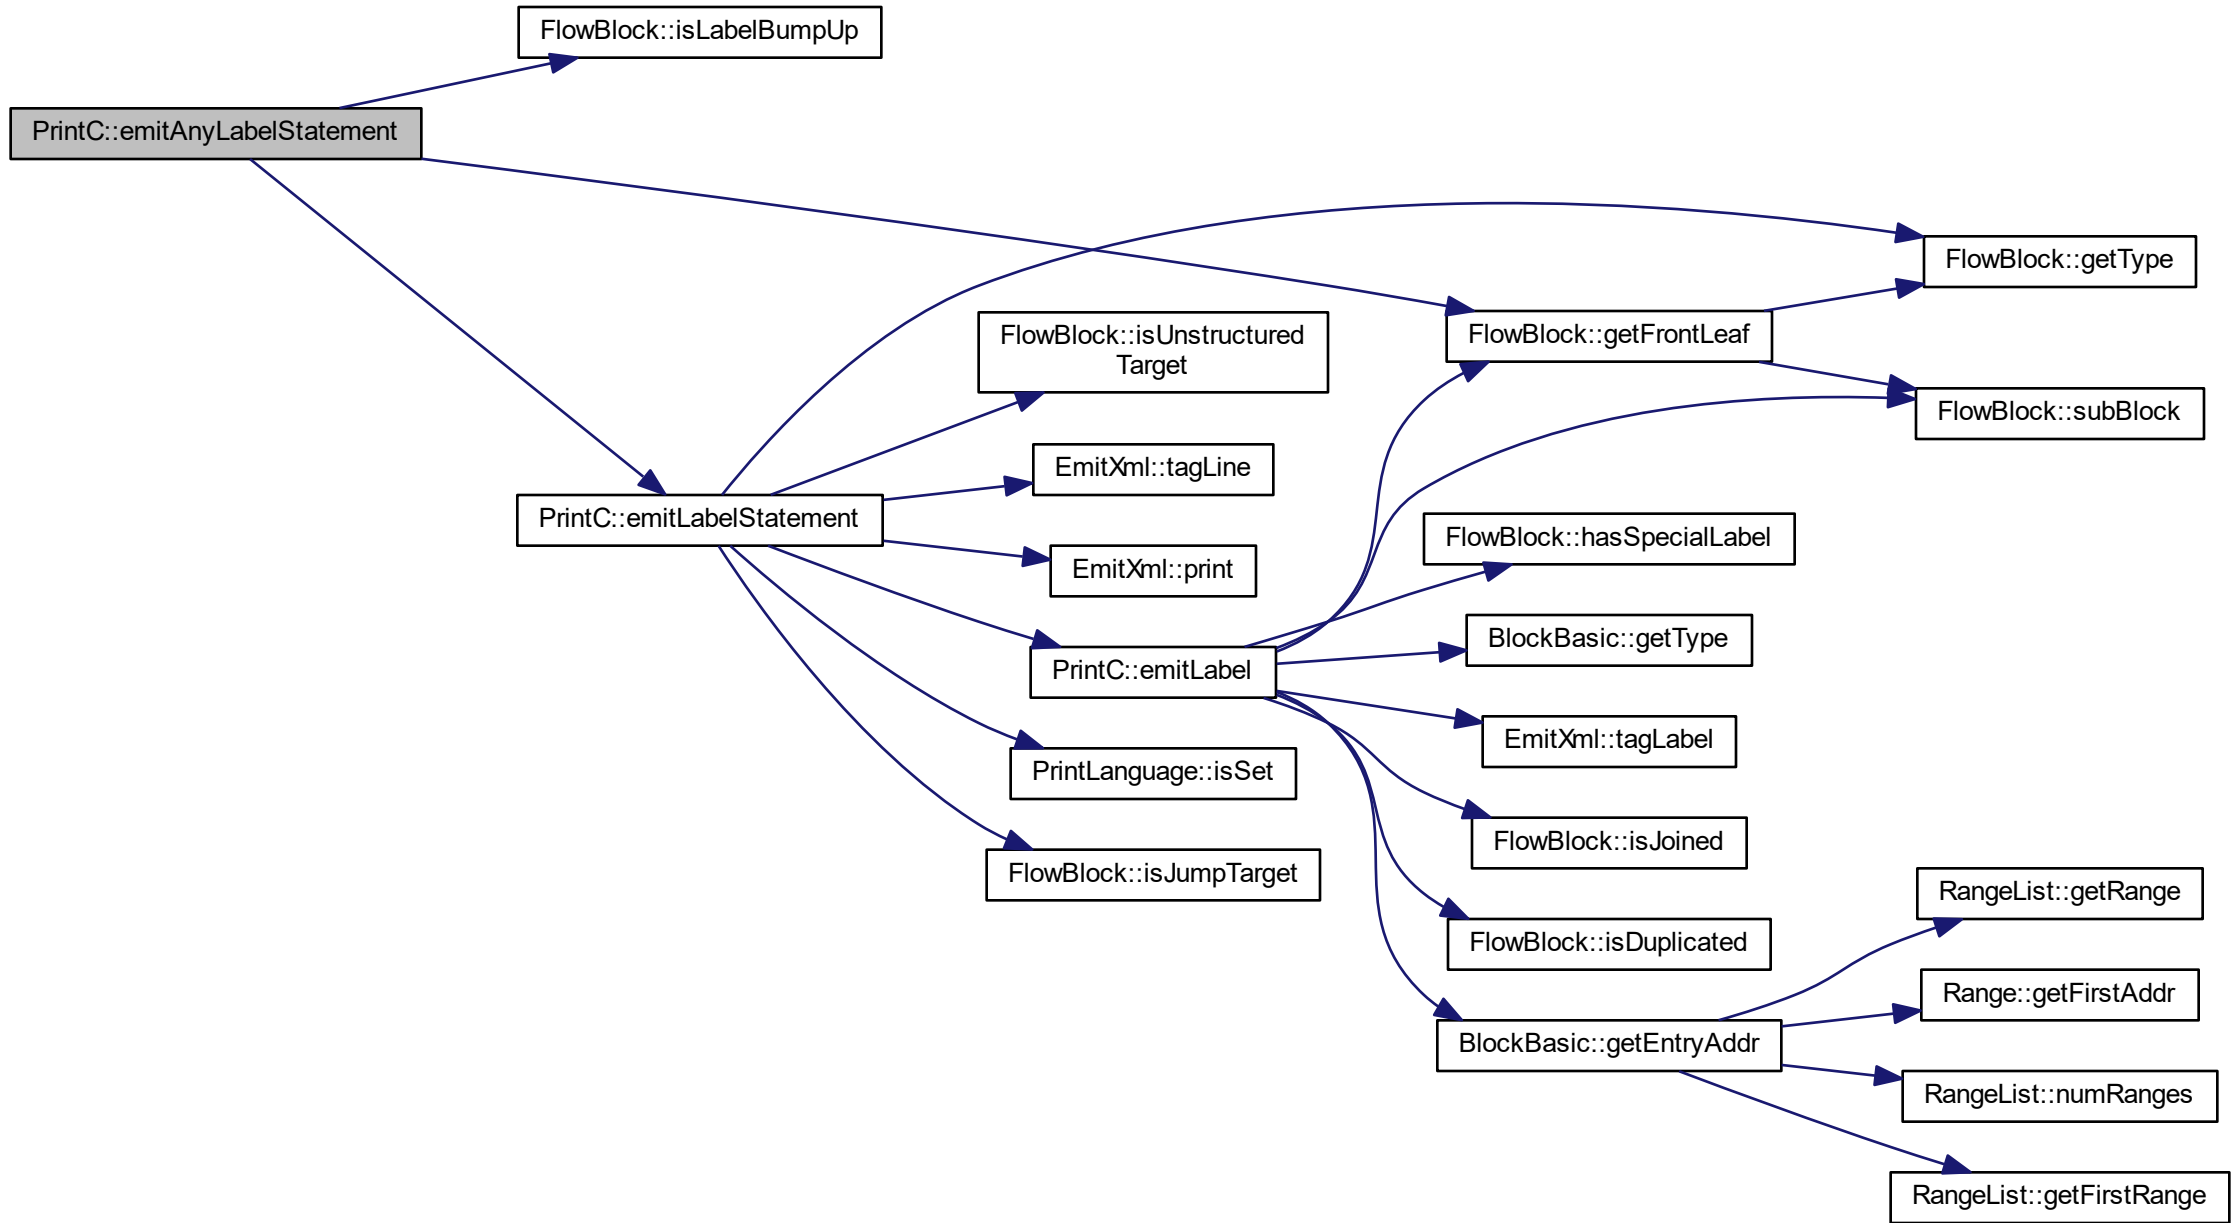 FlowBlock::isLabelBumpUp
PrintC::emitAnyLabelStatement
FlowBlock::getType
FlowBlock::isUnstructured
Target
FlowBlock::getFrontLeaf
FlowBlock::subBlock
EmitXml::tagLine
PrintC::emitLabelStatement
FlowBlock::hasSpecialLabel
EmitXml::print
BlockBasic::getType
PrintC::emitLabel
EmitXml::tagLabel
PrintLanguage::isSet
FlowBlock::isJoined
FlowBlock::isJumpTarget
RangeList::getRange
FlowBlock::isDuplicated
Range::getFirstAddr
BlockBasic::getEntryAddr
RangeList::numRanges
RangeList::getFirstRange